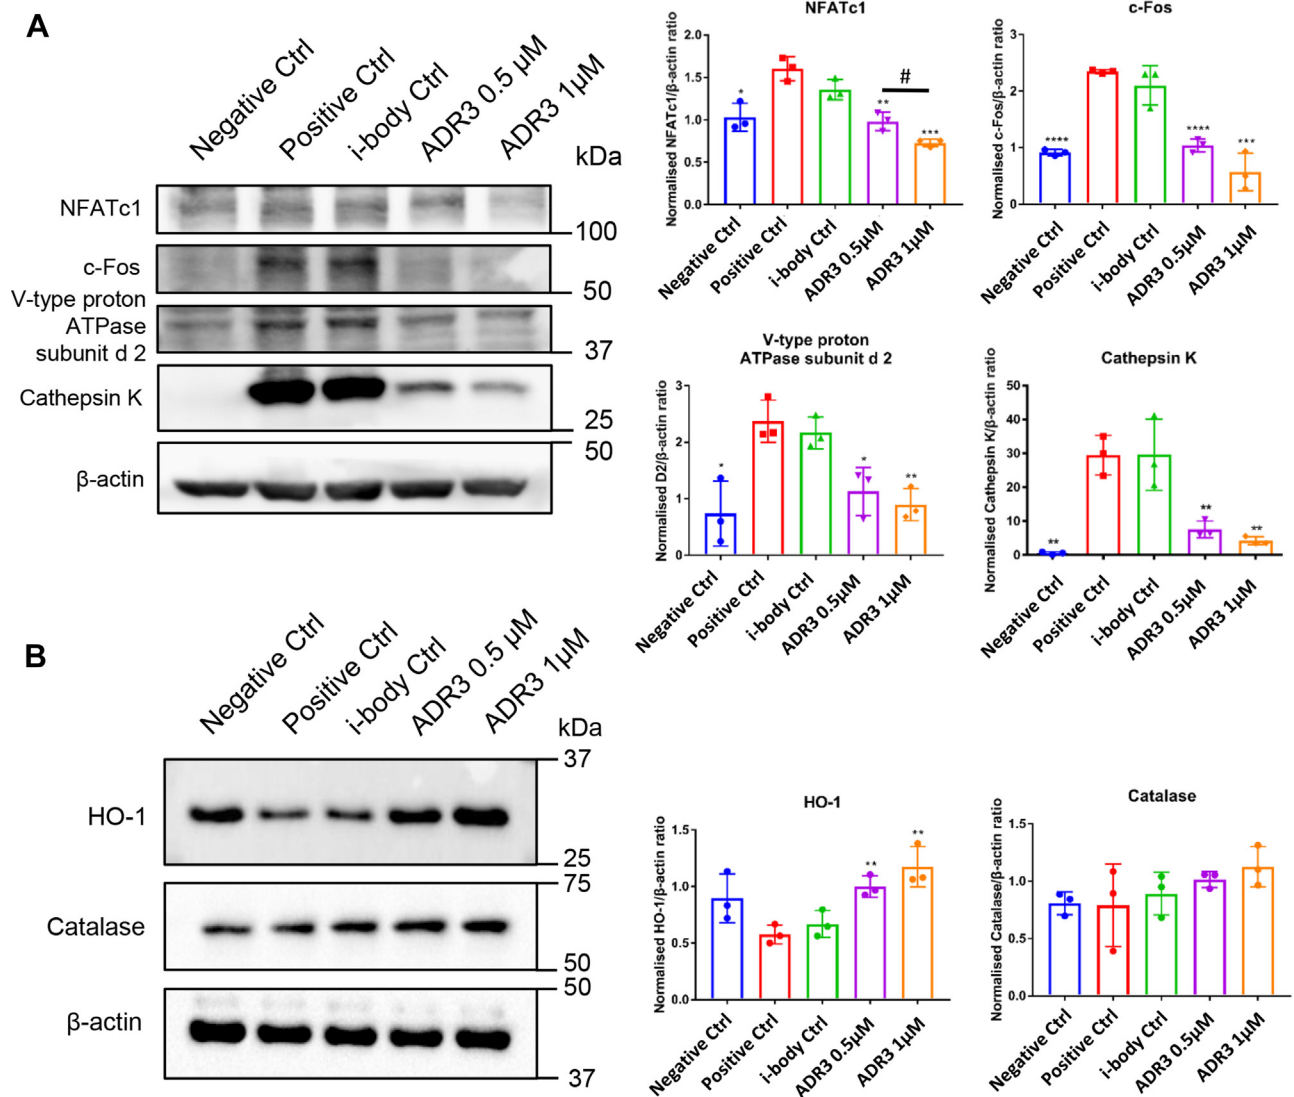 A
Negative Ctrl
Positive Ctrl
i-body Ctrl
ADR3 0.5 µM
ADR3 1µM
kDa
NFATc1
100
c-Fos
50
V-type proton
ATPase
subunit d 2
37
Cathepsin K
25
50
β-actin
NFATc1
Normalised NFATc1/β-actin ratio
2.0
1.5
1.0
0.5
0.0
*
**
#
***
Negative Ctrl
Positive Ctrl
i-body Ctrl
ADR3 0.5µM
ADR3 1µM
c-Fos
Normalised c-Fos/β-actin ratio
3
2
1
0
****
****
***
Negative Ctrl
Positive Ctrl
i-body Ctrl
ADR3 0.5µM
ADR3 1µM
V-type proton
ATPase subunit d 2
Normalised D2/β-actin ratio
3
2
1
0
*
*
**
Negative Ctrl
Positive Ctrl
i-body Ctrl
ADR3 0.5µM
ADR3 1µM
Cathepsin K
Normalised Cathepsin K/β-actin ratio
50
40
30
20
10
0
**
**
**
Negative Ctrl
Positive Ctrl
i-body Ctrl
ADR3 0.5µM
ADR3 1µM
B
Negative Ctrl
Positive Ctrl
i-body Ctrl
ADR3 0.5 µM
ADR3 1µM
kDa
37
HO-1
25
75
Catalase
50
50
β-actin
37
HO-1
Normalised HO-1/β-actin ratio
1.5
1.0
0.5
0.0
**
**
Negative Ctrl
Positive Ctrl
i-body Ctrl
ADR3 0.5µM
ADR3 1µM
Catalase
Normalised Catalase/β-actin ratio
1.5
1.0
0.5
0.0
Negative Ctrl
Positive Ctrl
i-body Ctrl
ADR3 0.5µM
ADR3 1µM